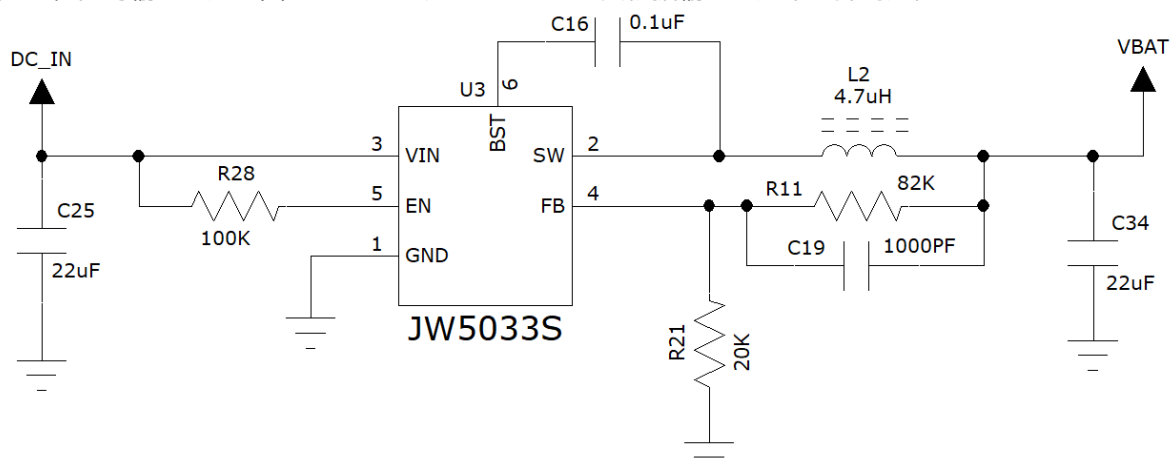 C16
0.1uF
DC_IN
VBAT
U3
6
L2
4.7uH
BST
3
VIN
SW
2
R28
5
EN
FB
4
R11
82K
C25
100K
1
GND
C19
1000PF
C34
22uF
22uF
JW5033S
R21
20K